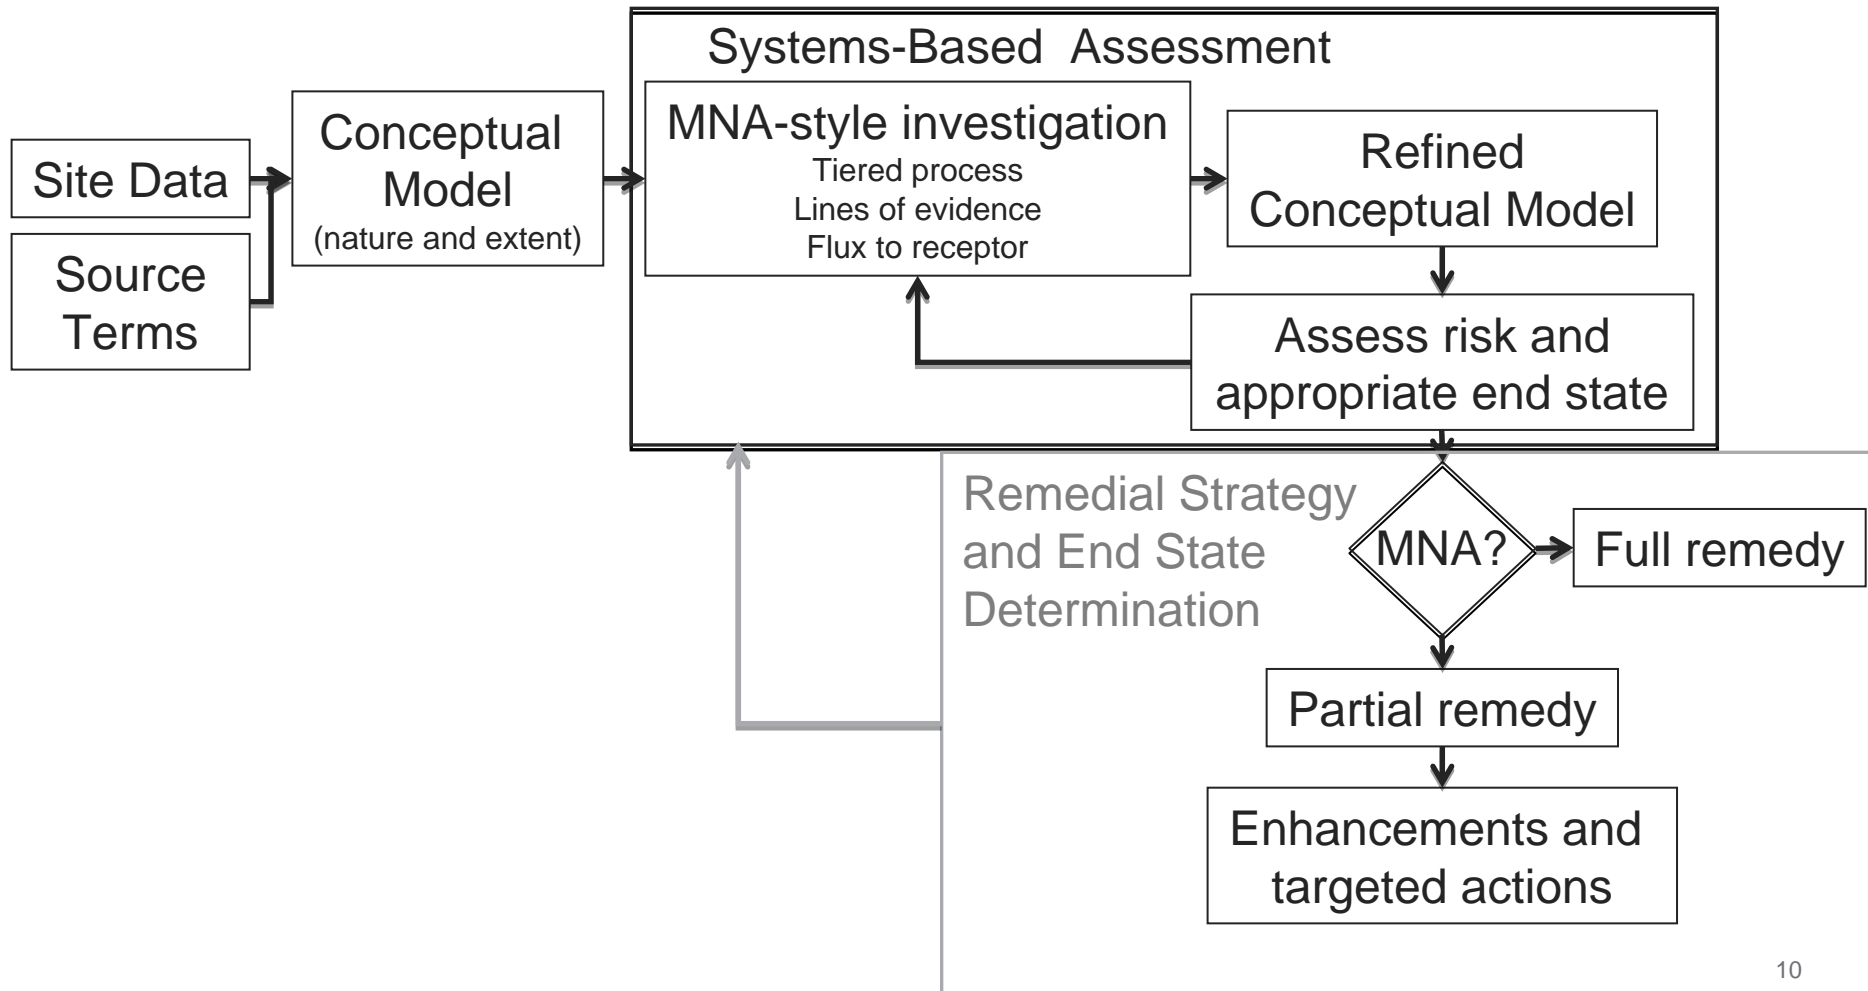 Systems-Based Assessment
Site Data
Source
Terms
Conceptual
Model
(nature and extent)
MNA-style investigation
Tiered process
Lines of evidence
Flux to receptor
Refined
Conceptual Model
Assess risk and
appropriate end state
Remedial Strategy
and End State
Determination
MNA?
Full remedy
Partial remedy
Enhancements and
targeted actions
10